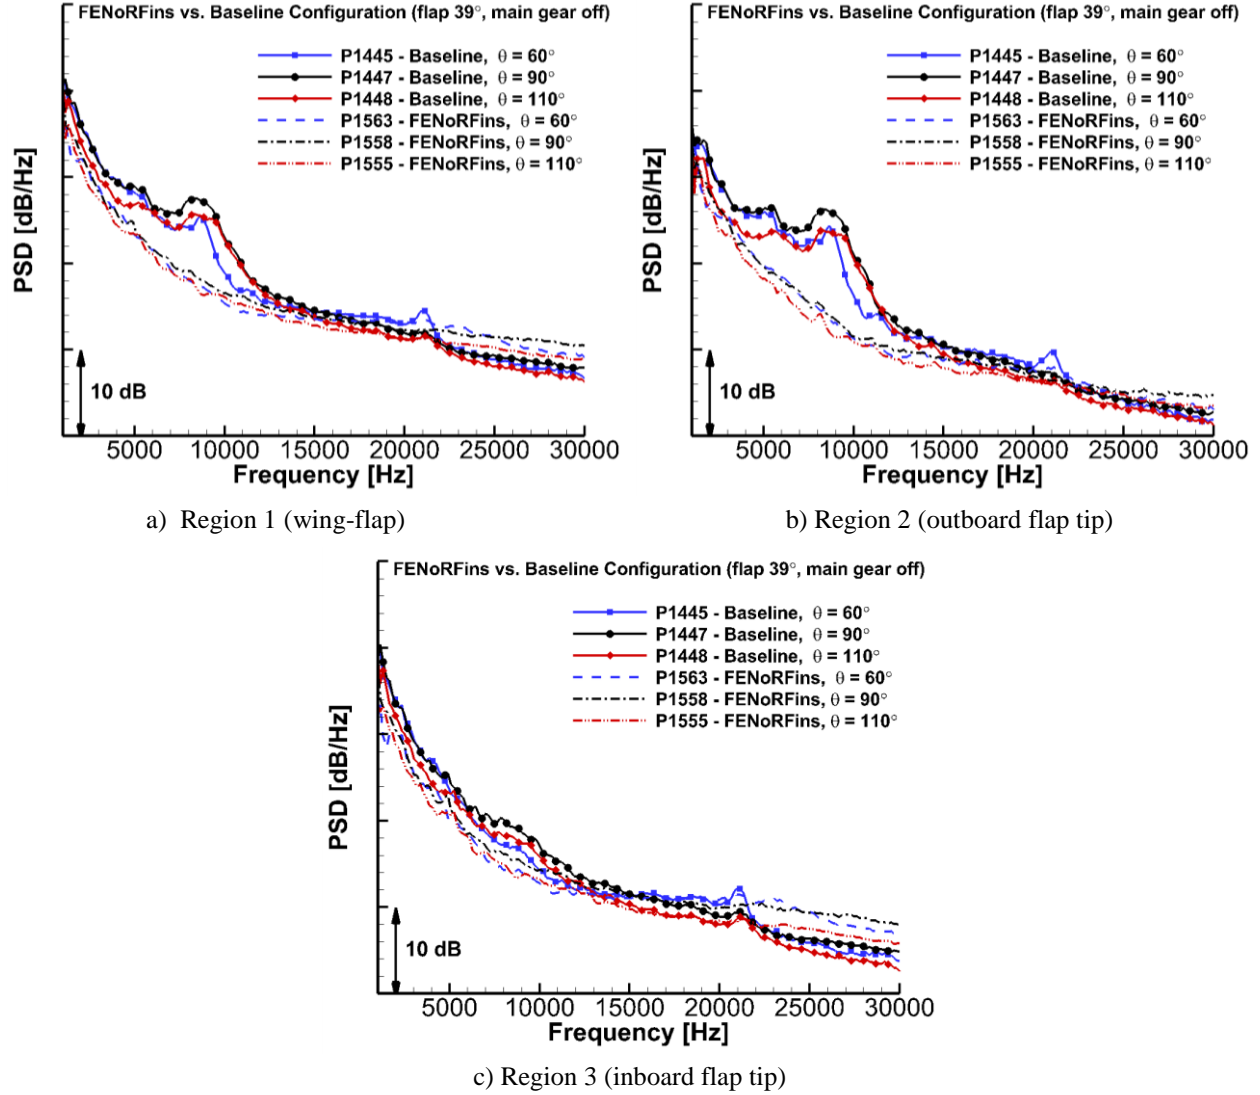 FENoRFins vs. Baseline Configuration (flap 39°, main gear off)
P1445 - Baseline, θ = 60°
P1447 - Baseline, θ = 90°
P1448 - Baseline, θ = 110°
P1563 - FENoRFins, θ = 60°
P1558 - FENoRFins, θ = 90°
P1555 - FENoRFins, θ = 110°
PSD [dB/Hz]
10 dB
5000 10000 15000 20000 25000 30000
Frequency [Hz]
a) Region 1 (wing-flap)
FENoRFins vs. Baseline Configuration (flap 39°, main gear off)
P1445 - Baseline, θ = 60°
P1447 - Baseline, θ = 90°
P1448 - Baseline, θ = 110°
P1563 - FENoRFins, θ = 60°
P1558 - FENoRFins, θ = 90°
P1555 - FENoRFins, θ = 110°
PSD [dB/Hz]
10 dB
5000 10000 15000 20000 25000 30000
Frequency [Hz]
b) Region 2 (outboard flap tip)
FENoRFins vs. Baseline Configuration (flap 39°, main gear off)
P1445 - Baseline, θ = 60°
P1447 - Baseline, θ = 90°
P1448 - Baseline, θ = 110°
P1563 - FENoRFins, θ = 60°
P1558 - FENoRFins, θ = 90°
P1555 - FENoRFins, θ = 110°
PSD [dB/Hz]
10 dB
5000 10000 15000 20000 25000 30000
Frequency [Hz]
c) Region 3 (inboard flap tip)